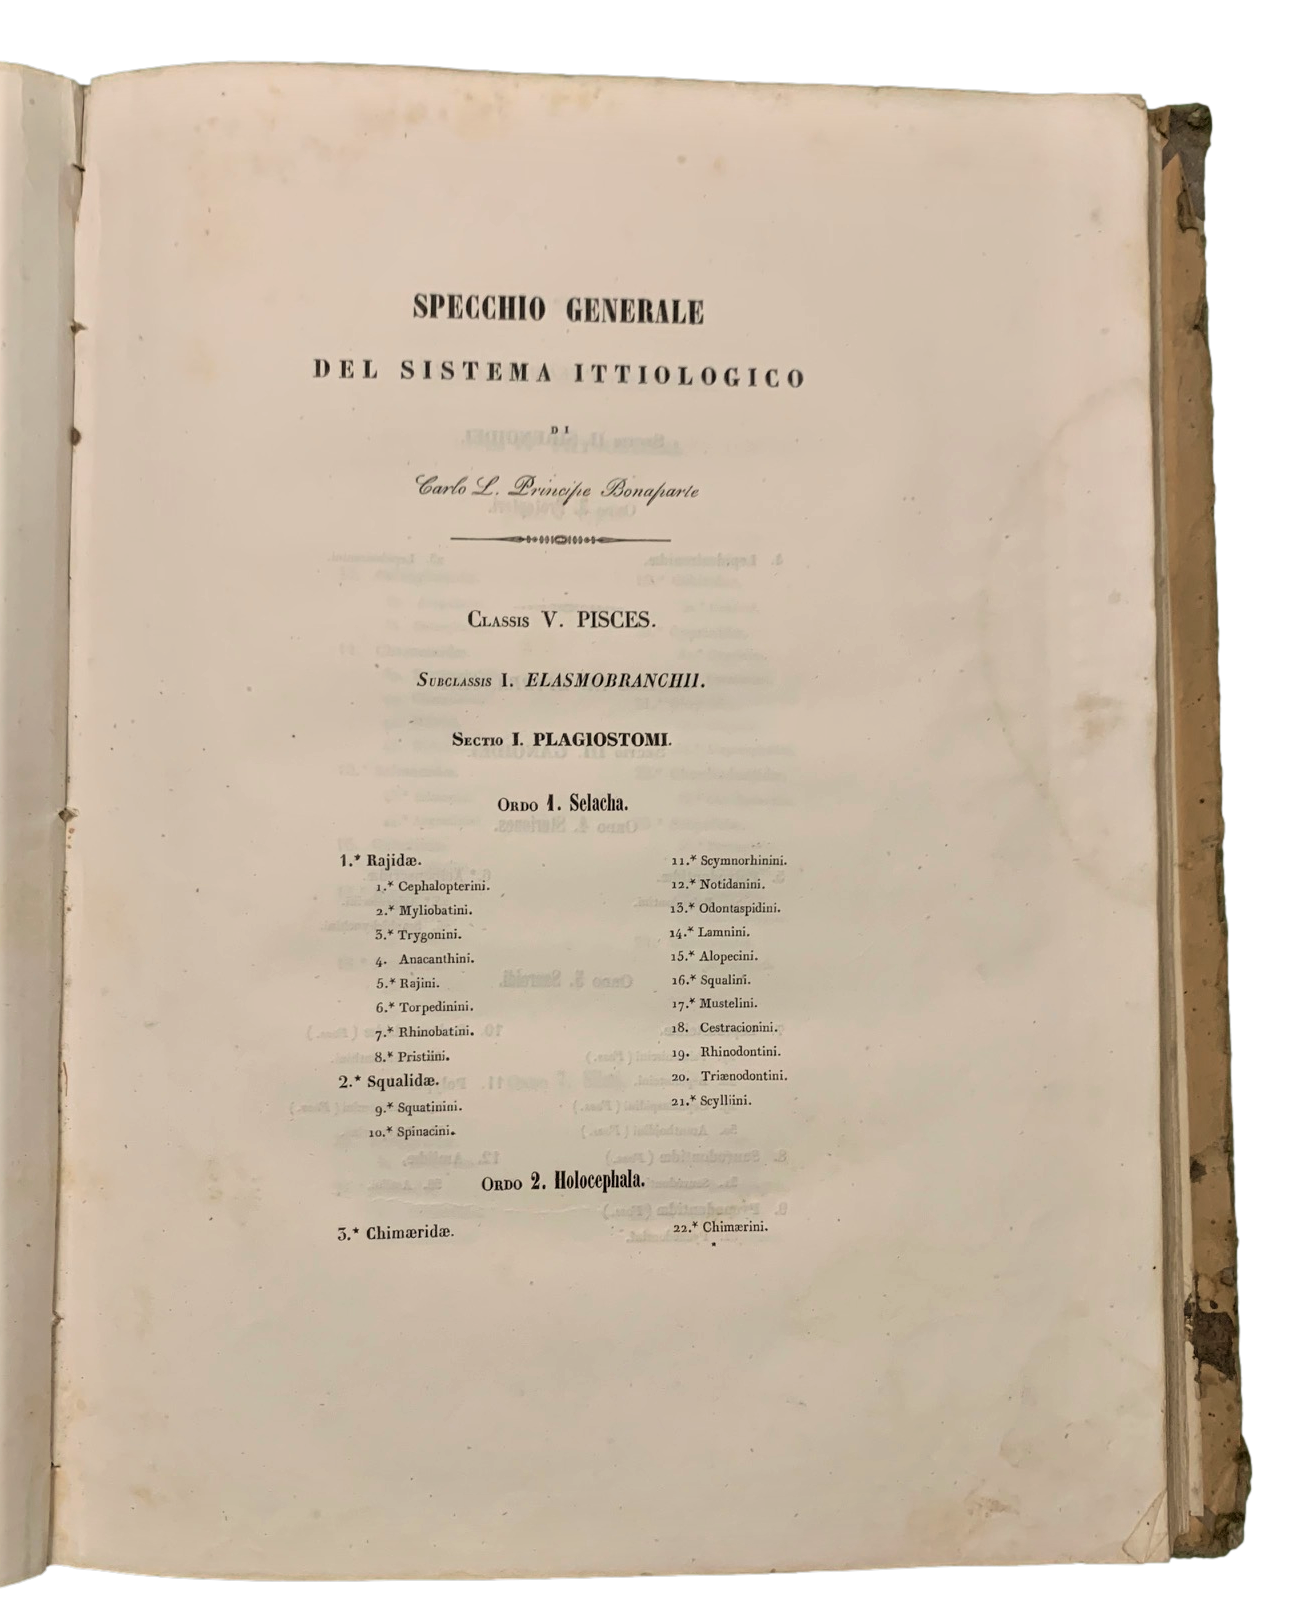 SPECCHIO GENERALE
DEL SISTEMA ITTIOLOGICO
DI
Carlo L. Principe Bonaparte
Classis V. PISCES.
Subclassis I. ELASMOBRANCHII.
Sectio I. PLAGIOSTOMI.
Ordo 1. Selacha.
1.* Rajidæ.
1.* Cephalopterini.
2.* Myliobatini.
3.* Trygonini.
4. Anacanthini.
5.* Rajini.
6.* Torpedinini.
7.* Rhinobatini.
8.* Pristiini.
2.* Squalidæ.
9.* Squatinini.
10.* Spinacini.
11.* Scymnorhinini.
12.* Notidanini.
13.* Odontaspidini.
14.* Lamnini.
15.* Alopecini.
16.* Squalini.
17.* Mustelini.
18. Cestracionini.
19. Rhinodontini.
20. Triænodontini.
21.* Scylliini.
Ordo 2. Holocephala.
3.* Chimæridæ.
22.* Chimærini.